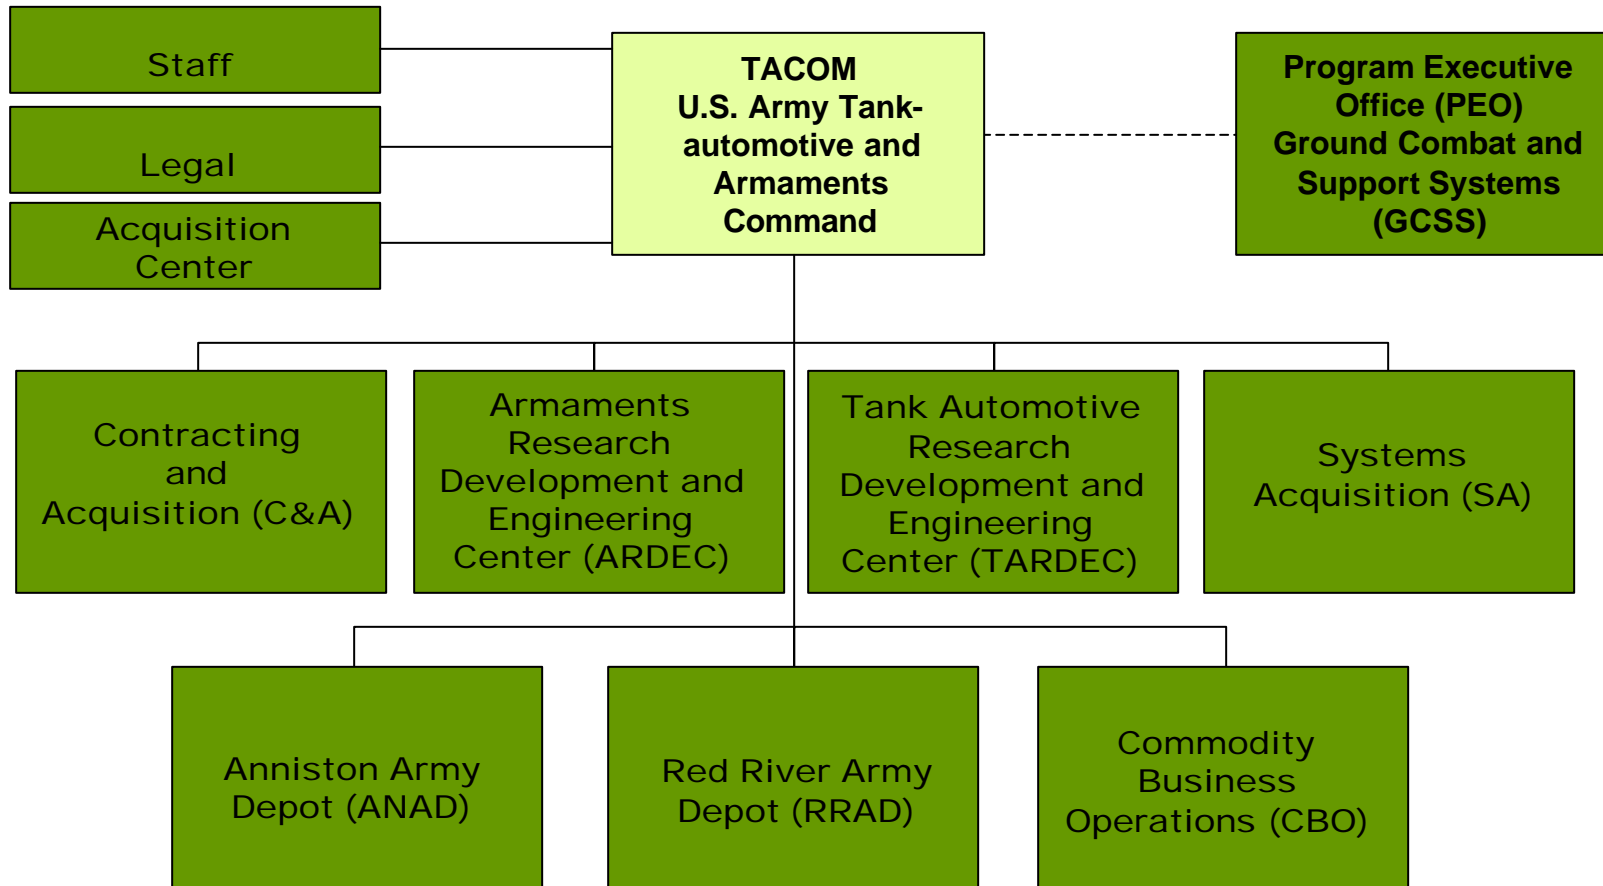 Staff
Legal
Acquisition
Center
TACOM
U.S. Army Tank-
automotive and
Armaments
Command
Program Executive
Office (PEO)
Ground Combat and
Support Systems
(GCSS)
Contracting
and
Acquisition (C&A)
Armaments
Research
Development and
Engineering
Center (ARDEC)
Tank Automotive
Research
Development and
Engineering
Center (TARDEC)
Systems
Acquisition (SA)
Anniston Army
Depot (ANAD)
Red River Army
Depot (RRAD)
Commodity
Business
Operations (CBO)